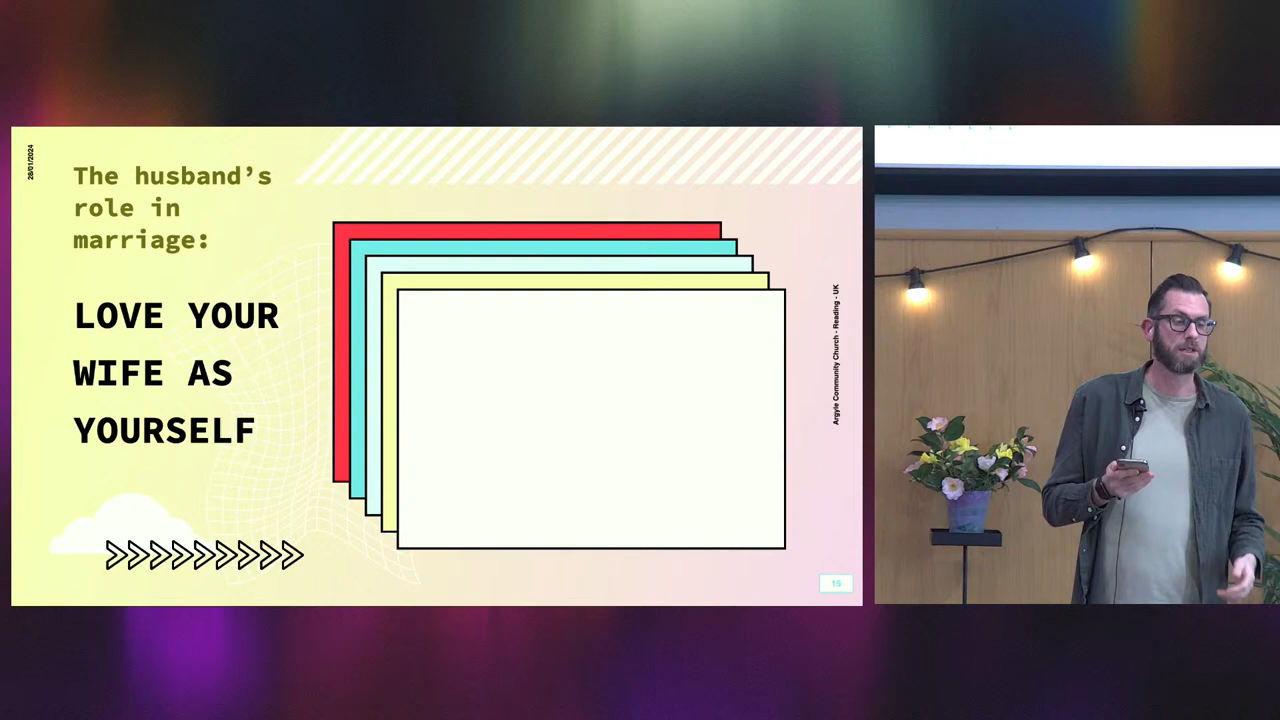 28/01/2024
The husband’s
role in
marriage:
LOVE YOUR
WIFE AS
YOURSELF
Argyle Community Church - Reading - UK
15